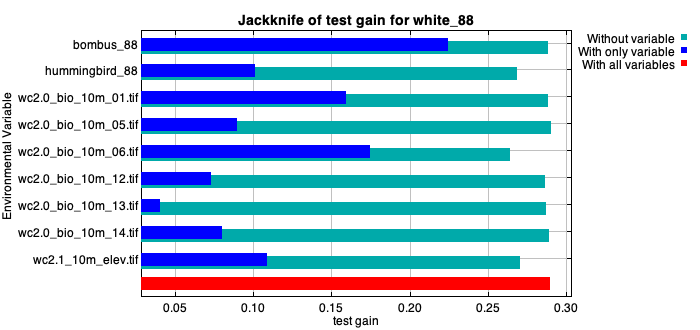 Jackknife of test gain for white_88
Without variable
With only variable
With all variables
Environmental Variable
bombus_88
hummingbird_88
wc2.0_bio_10m_01.tif
wc2.0_bio_10m_05.tif
wc2.0_bio_10m_06.tif
wc2.0_bio_10m_12.tif
wc2.0_bio_10m_13.tif
wc2.0_bio_10m_14.tif
wc2.1_10m_elev.tif
0.05 0.10 0.15 0.20 0.25 0.30
test gain